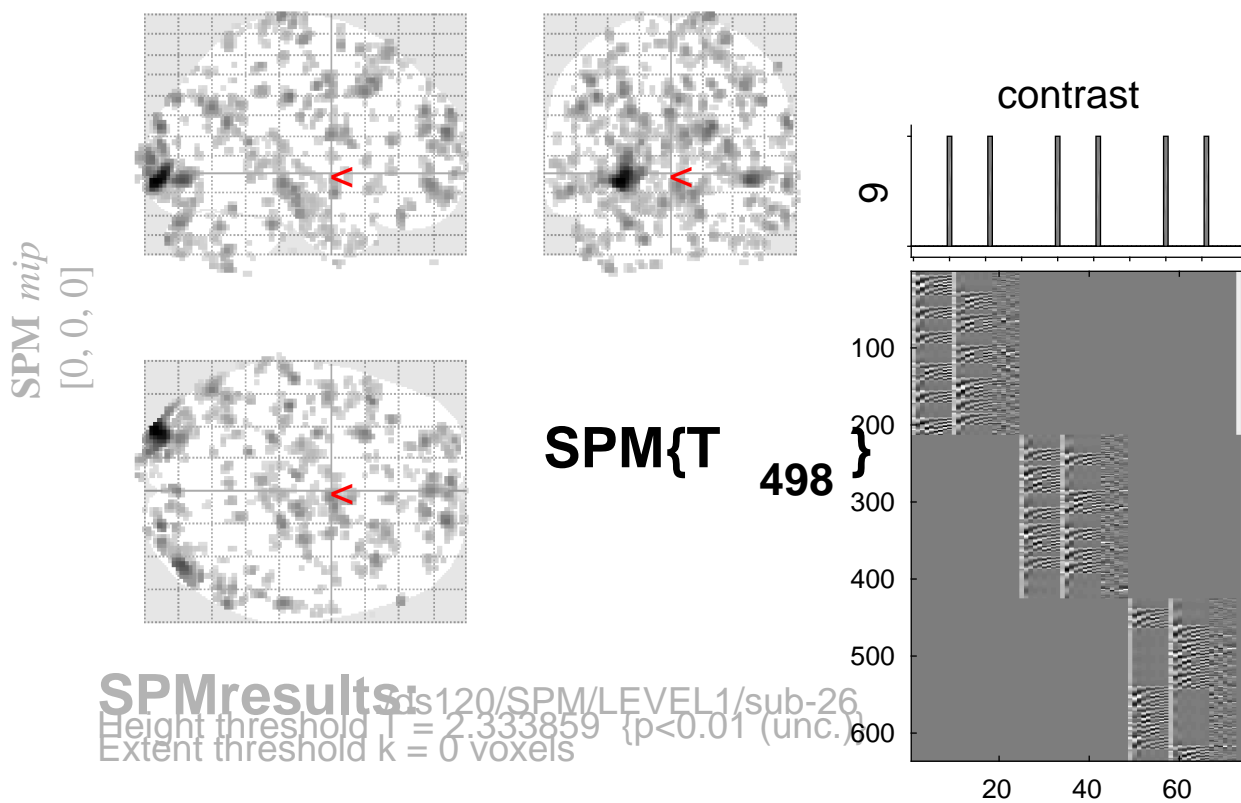 SPM mip
[0, 0, 0]
<
<
<
SPM{T 498 }
contrast
9
100
200
300
400
500
600
20 40 60
SPMresults: /ds120/SPM/LEVEL1/sub-26
Height threshold T = 2.333859 {p<0.01 (unc.)}
Extent threshold k = 0 voxels